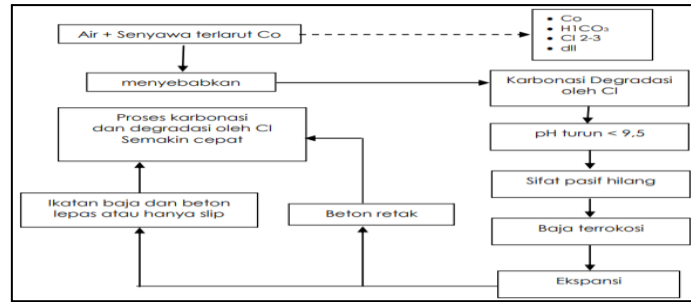 Air + Senyawa terlarut Co
• Co
• H1CO₃
• Cl 2-3
• dll
menyebabkan
Karbonasi Degradasi
oleh Cl
Proses karbonasi
dan degradasi oleh Cl
Semakin cepat
pH turun < 9,5
Sifat pasif hilang
Ikatan baja dan beton
lepas atau hanya slip
Beton retak
Baja terrokosi
Ekspansi